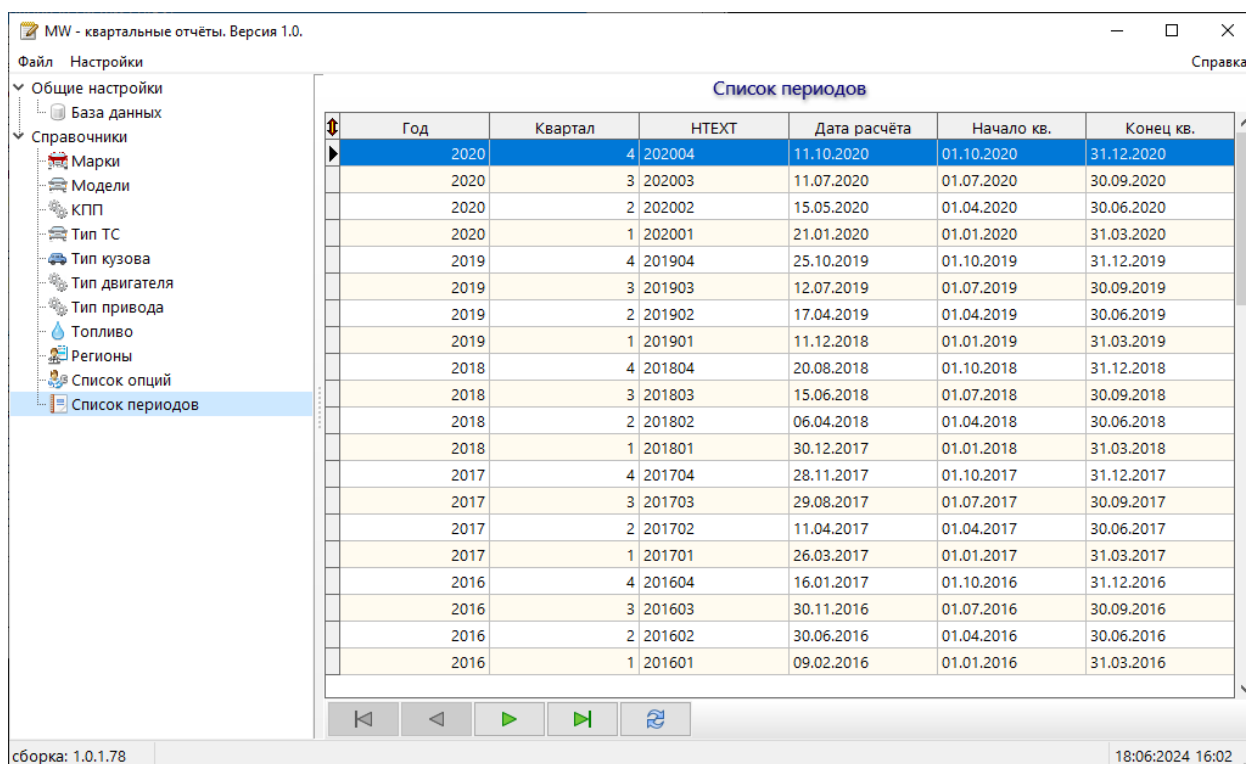 MW - квартальные отчёты. Версия 1.0.
Файл Настройки Справка
Общие настройки
База данных
Справочники
Марки
Модели
КПП
Тип ТС
Тип кузова
Тип двигателя
Тип привода
Топливо
Регионы
Список опций
Список периодов
Список периодов
Год Квартал НТЕХТ Дата расчёта Начало кв. Конец кв.
2020 4 202004 11.10.2020 01.10.2020 31.12.2020
2020 3 202003 11.07.2020 01.07.2020 30.09.2020
2020 2 202002 15.05.2020 01.04.2020 30.06.2020
2020 1 202001 21.01.2020 01.01.2020 31.03.2020
2019 4 201904 25.10.2019 01.10.2019 31.12.2019
2019 3 201903 12.07.2019 01.07.2019 30.09.2019
2019 2 201902 17.04.2019 01.04.2019 30.06.2019
2019 1 201901 11.12.2018 01.01.2019 31.03.2019
2018 4 201804 20.08.2018 01.10.2018 31.12.2018
2018 3 201803 15.06.2018 01.07.2018 30.09.2018
2018 2 201802 06.04.2018 01.04.2018 30.06.2018
2018 1 201801 30.12.2017 01.01.2018 31.03.2018
2017 4 201704 28.11.2017 01.10.2017 31.12.2017
2017 3 201703 29.08.2017 01.07.2017 30.09.2017
2017 2 201702 11.04.2017 01.04.2017 30.06.2017
2017 1 201701 26.03.2017 01.01.2017 31.03.2017
2016 4 201604 16.01.2017 01.10.2016 31.12.2016
2016 3 201603 30.11.2016 01.07.2016 30.09.2016
2016 2 201602 30.06.2016 01.04.2016 30.06.2016
2016 1 201601 09.02.2016 01.01.2016 31.03.2016
сборка: 1.0.1.78 18:06:2024 16:02